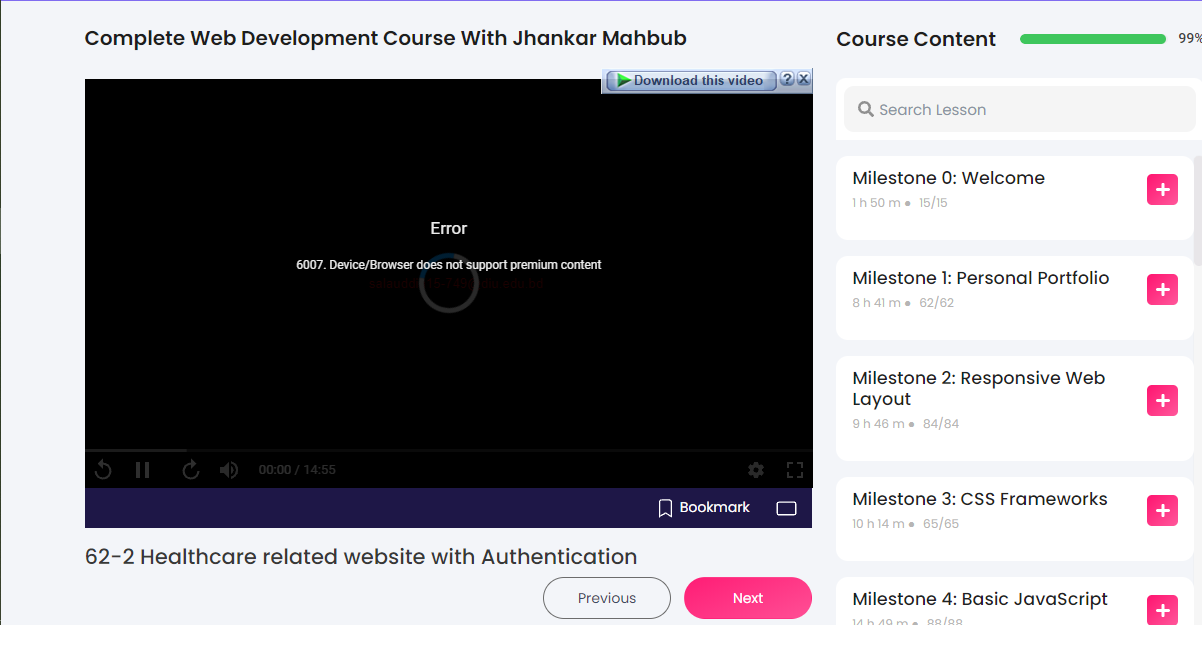 Complete Web Development Course With Jhankar Mahbub
Download this video
Error
6007. Device/Browser does not support premium content
00:00 / 14:55
Bookmark
62-2 Healthcare related website with Authentication
Previous
Next
Course Content
99%
Search Lesson
Milestone 0: Welcome
1 h 50 m ● 15/15
Milestone 1: Personal Portfolio
8 h 41 m ● 62/62
Milestone 2: Responsive Web
Layout
9 h 46 m ● 84/84
Milestone 3: CSS Frameworks
10 h 14 m ● 65/65
Milestone 4: Basic JavaScript
14 h 49 m ● 88/88